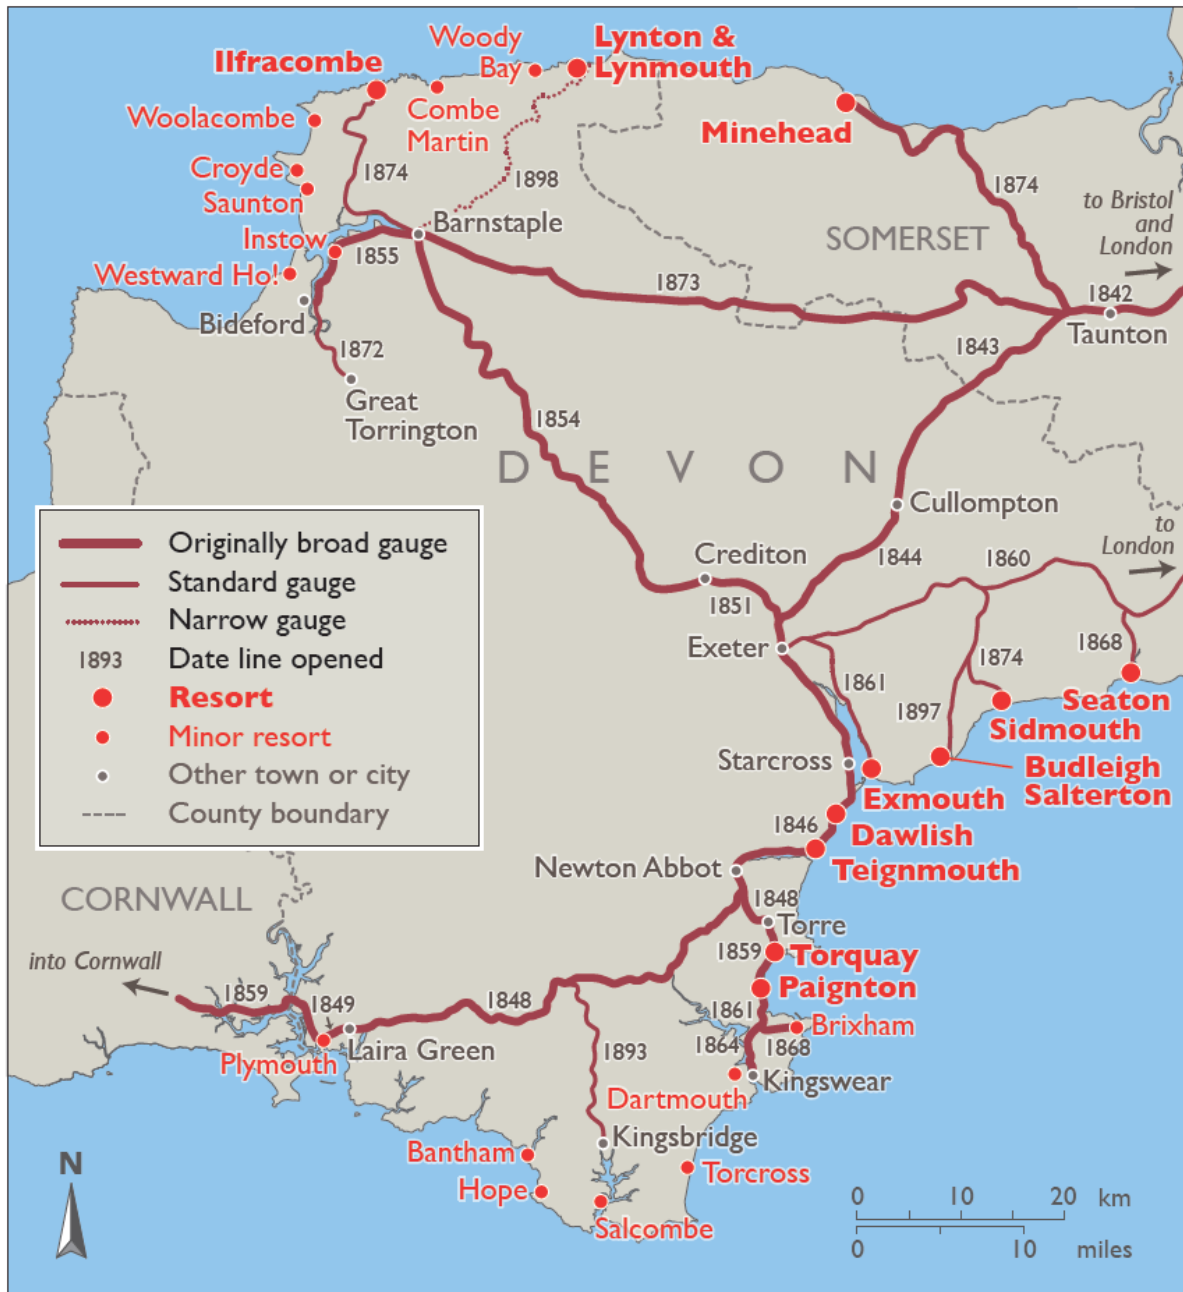 Woody
Bay
Lynton &
Lynmouth
Ilfracombe
Combe
Martin
Woolacombe
Minehead
Croyde
Saunton
1874
1898
1874
to Bristol
and
London
Instow
Barnstaple
SOMERSET
1855
Westward Ho!
1873
1842
Bideford
Taunton
1872
1843
Great
Torrington
1854
DEVON
Cullompton
to
London
Originally broad gauge
Standard gauge
Narrow gauge
1893
Date line opened
Resort
Minor resort
Other town or city
County boundary
Crediton
1844
1860
1851
Exeter
1868
1874
1861
1897
Seaton
Sidmouth
Starcross
Budleigh
Salterton
Exmouth
1846
Dawlish
Teignmouth
Newton Abbot
CORNWALL
1848
Torre
into Cornwall
1859
Torquay
Paignton
1859
1849
1848
1861
Brixham
Plymouth
Laira Green
1893
1864
1868
Kingswear
Dartmouth
Kingsbridge
Bantham
Torcross
Hope
Salcombe
N
0 10 20 km
0 10 miles